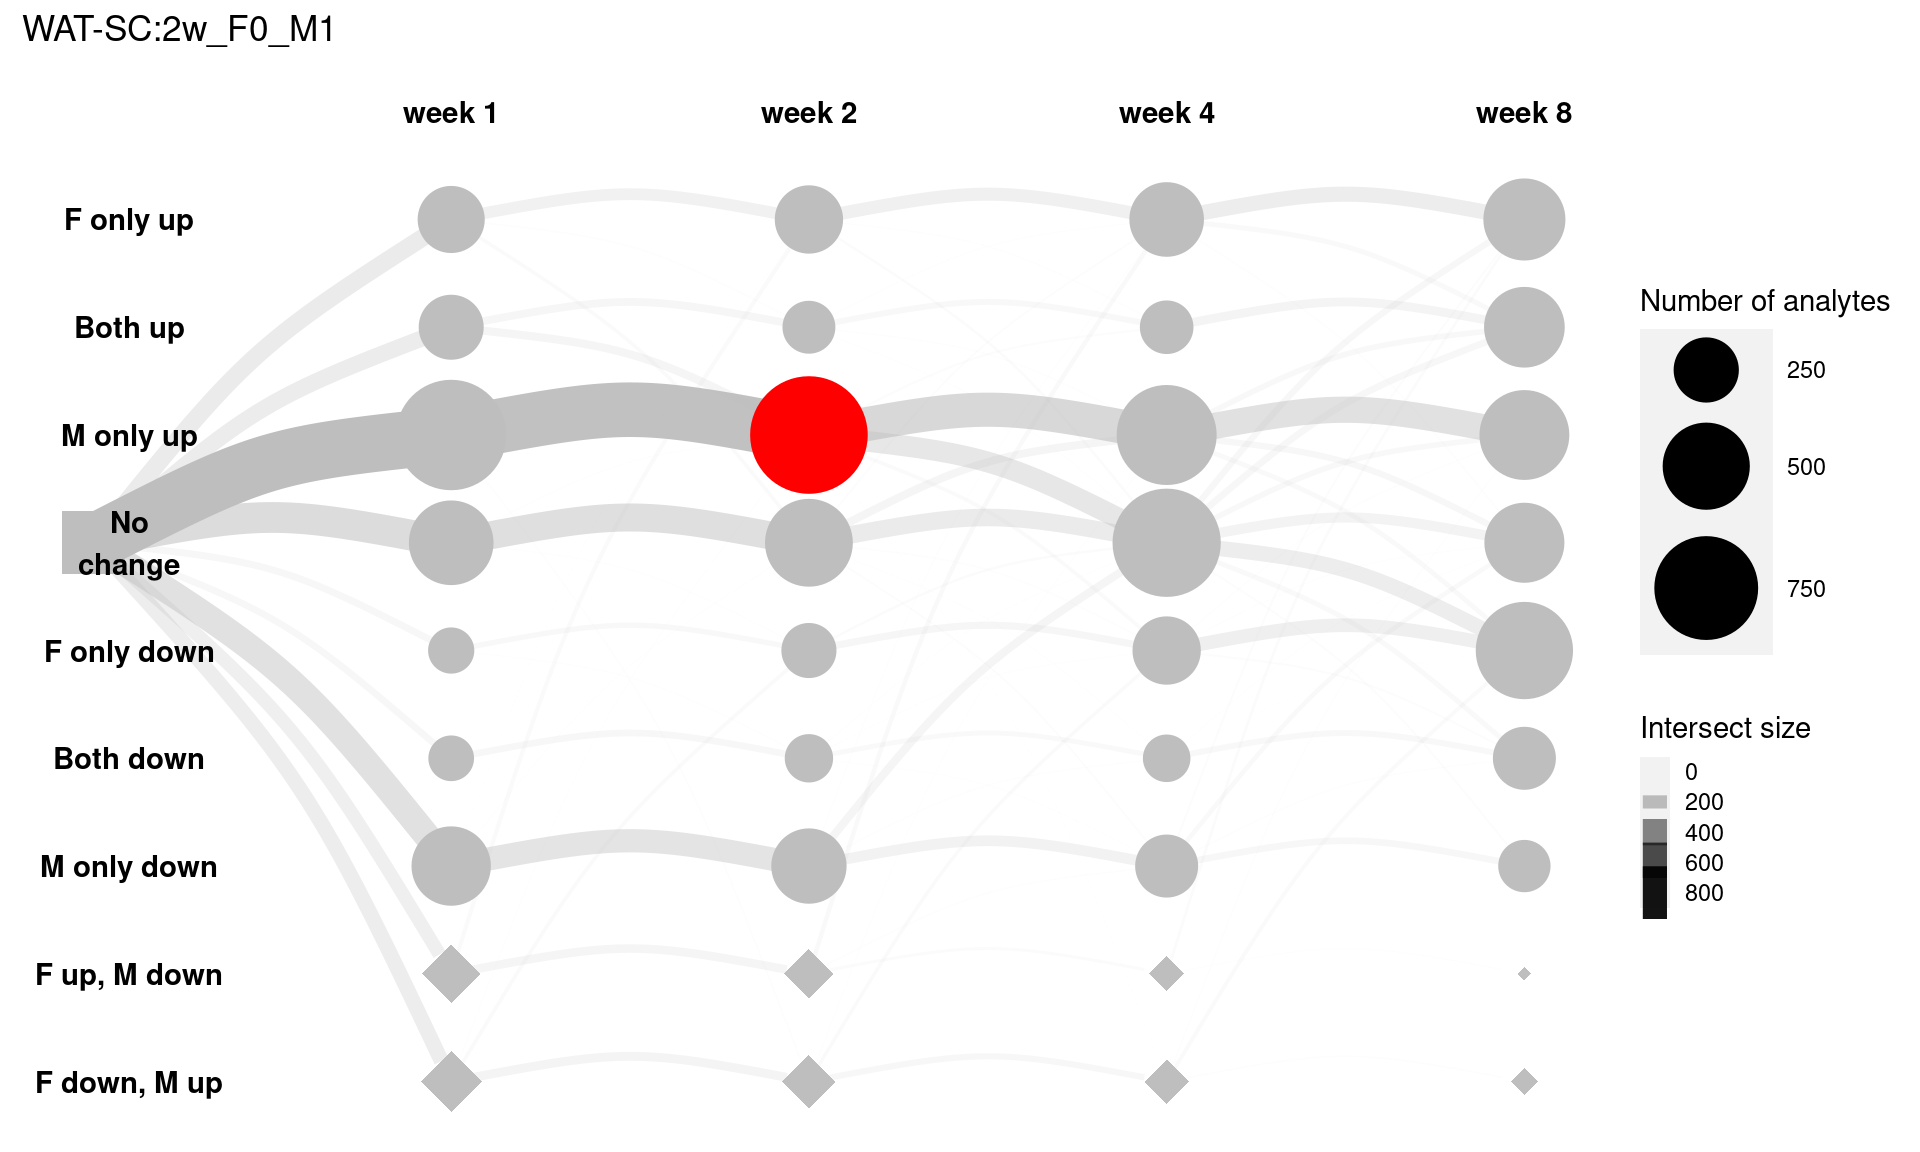 WAT-SC:2w_F0_M1
week 1
week 2
week 4
week 8
F only up
Both up
M only up
No
change
F only down
Both down
M only down
F up, M down
F down, M up
Number of analytes
250
500
750
Intersect size
0
200
400
600
800